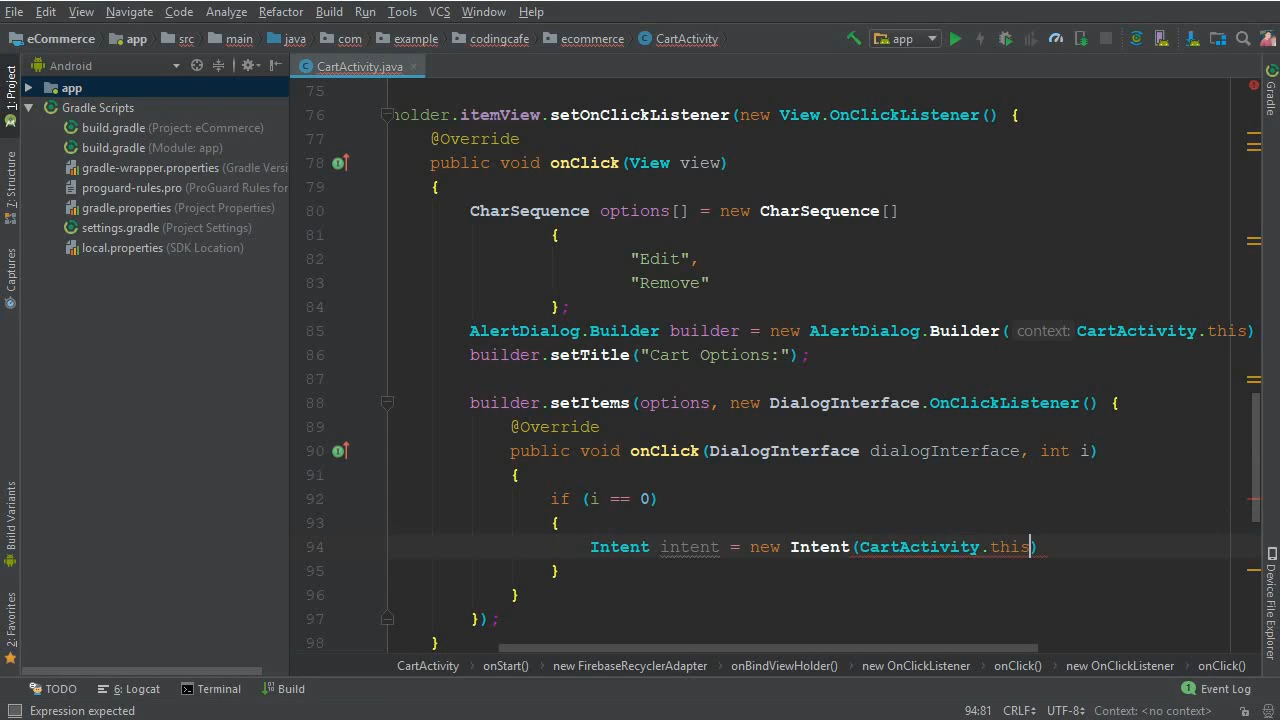 File Edit View Navigate Code Analyze Refactor Build Run Tools VCS Window Help
eCommerce app src main java com example codingcafe ecommerce CartActivity app
Android
CartActivity.java
1: Project
7: Structure
Captures
Build Variants
2: Favorites
app
Gradle Scripts
build.gradle (Project: eCommerce)
build.gradle (Module: app)
gradle-wrapper.properties (Gradle Versi
proguard-rules.pro (ProGuard Rules for
gradle.properties (Project Properties)
settings.gradle (Project Settings)
local.properties (SDK Location)
75
76 holder.itemView.setOnClickListener(new View.OnClickListener() {
77 @Override
78 public void onClick(View view)
79 {
80 CharSequence options[] = new CharSequence[]
81 {
82 "Edit",
83 "Remove"
84 };
85 AlertDialog.Builder builder = new AlertDialog.Builder( context: CartActivity.this)
86 builder.setTitle("Cart Options:");
87
88 builder.setItems(options, new DialogInterface.OnClickListener() {
89 @Override
90 public void onClick(DialogInterface dialogInterface, int i)
91 {
92 if (i == 0)
93 {
94 Intent intent = new Intent(CartActivity.this)
95 }
96 }
97 });
98 }
Gradle
Device File Explorer
CartActivity onStart() new FirebaseRecyclerAdapter onBindViewHolder() new OnClickListener onClick() new OnClickListener onClick()
TODO 6: Logcat Terminal Build 1 Event Log
Expression expected 94:81 CRLF UTF-8 Context: <no context>